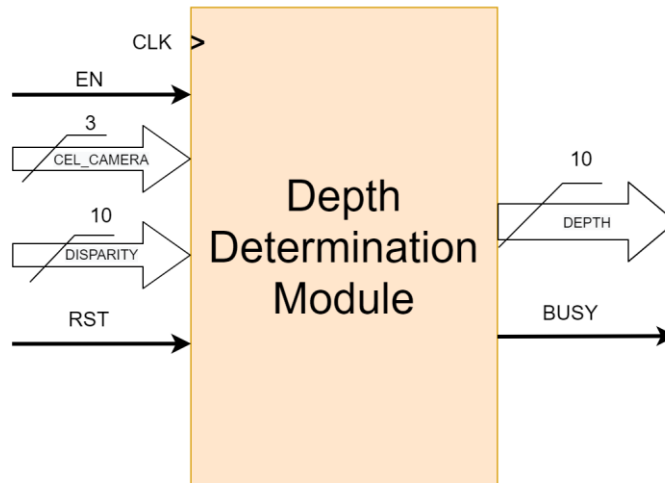 CLK >
EN
3
CEL_CAMERA
10
DISPARITY
RST
Depth
Determination
Module
10
DEPTH
BUSY